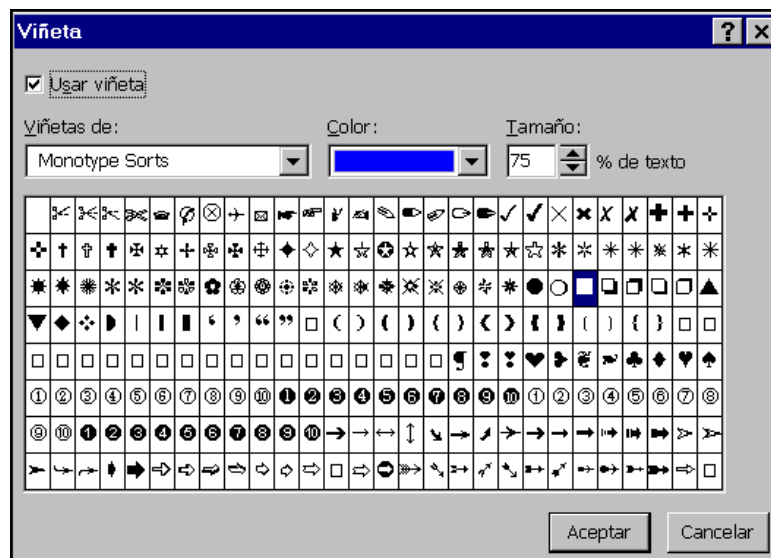 Viñeta
Usar viñeta
Viñetas de:
Color:
Tamaño:
Monotype Sorts
75
% de texto
Aceptar
Cancelar